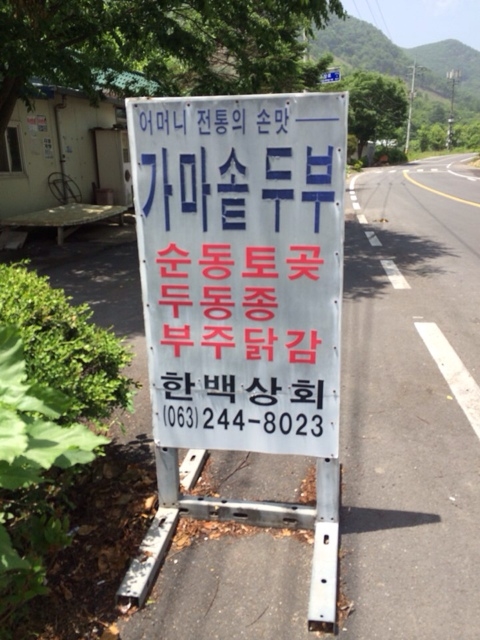 어머니 전통의 손맛
가마솥두부
순동토곶
두동종
부주닭감
한백상회
(063)244-8023